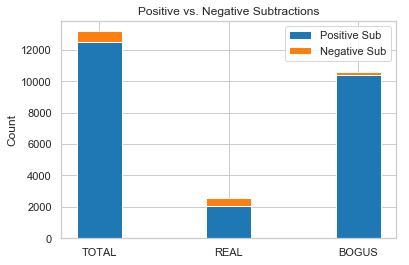 Positive vs. Negative Subtractions
Positive Sub
Negative Sub
Count
12000
10000
8000
6000
4000
2000
0
TOTAL REAL BOGUS